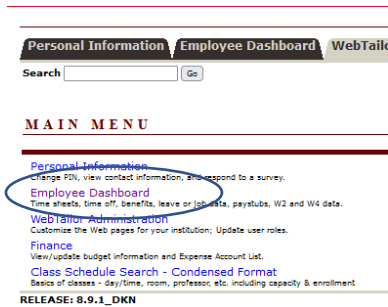 Personal Information Employee Dashboard WebTailo
Search Go
MAIN MENU
Personal Information
Change PIN, view contact information, and respond to a survey.
Employee Dashboard
Time sheets, time off, benefits, leave or job data, paystubs, W2 and W4 data.
WebTailor Administration
Customize the Web pages for your institution; Update user roles.
Finance
View/update budget information and Expense Account List.
Class Schedule Search - Condensed Format
Basics of classes - day/time, room, professor, etc. including capacity & enrollment
RELEASE: 8.9.1_DKN